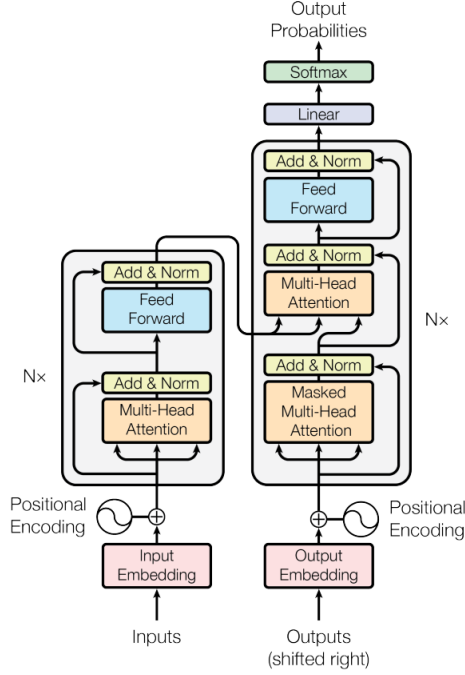 Output
Probabilities
Softmax
Linear
Add & Norm
Feed
Forward
Add & Norm
Multi-Head
Attention
Nx
Add & Norm
Masked
Multi-Head
Attention
Add & Norm
Feed
Forward
Nx
Add & Norm
Multi-Head
Attention
Positional
Encoding
Positional
Encoding
Input
Embedding
Output
Embedding
Inputs
Outputs
(shifted right)